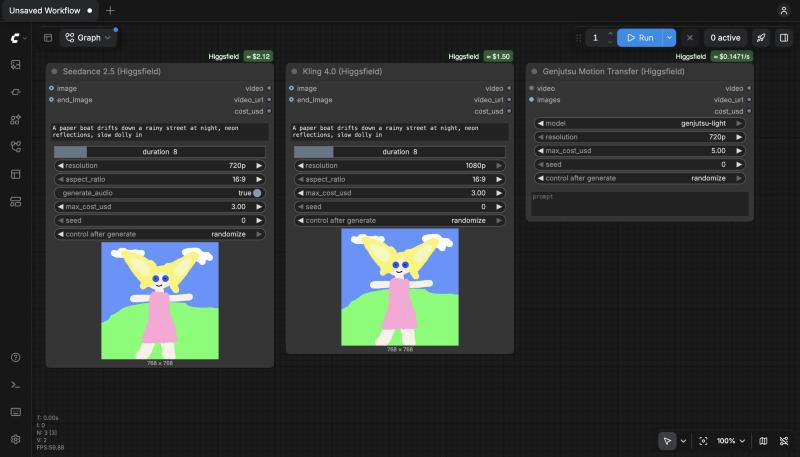 Unsaved Workflow
Graph
1
Run
0 active
Higgsfield ≈ $2.12
Seedance 2.5 (Higgsfield)
image video
end_image video_url
cost_usd
A paper boat drifts down a rainy street at night, neon
reflections, slow dolly in
duration 8
resolution 720p
aspect_ratio 16:9
generate_audio true
max_cost_usd 3.00
seed 0
control after generate randomize
768 × 768
Higgsfield ≈ $1.50
Kling 4.0 (Higgsfield)
image video
end_image video_url
cost_usd
A paper boat drifts down a rainy street at night, neon
reflections, slow dolly in
duration 8
resolution 1080p
aspect_ratio 16:9
max_cost_usd 3.00
seed 0
control after generate randomize
768 × 768
Higgsfield ≈ $0.1471/s
Genjutsu Motion Transfer (Higgsfield)
video video
images video_url
cost_usd
model genjutsu-light
resolution 720p
max_cost_usd 5.00
seed 0
control after generate randomize
prompt
T: 0.00s
I: 0
N: 3 [3]
V: 2
FPS:59.88
100%